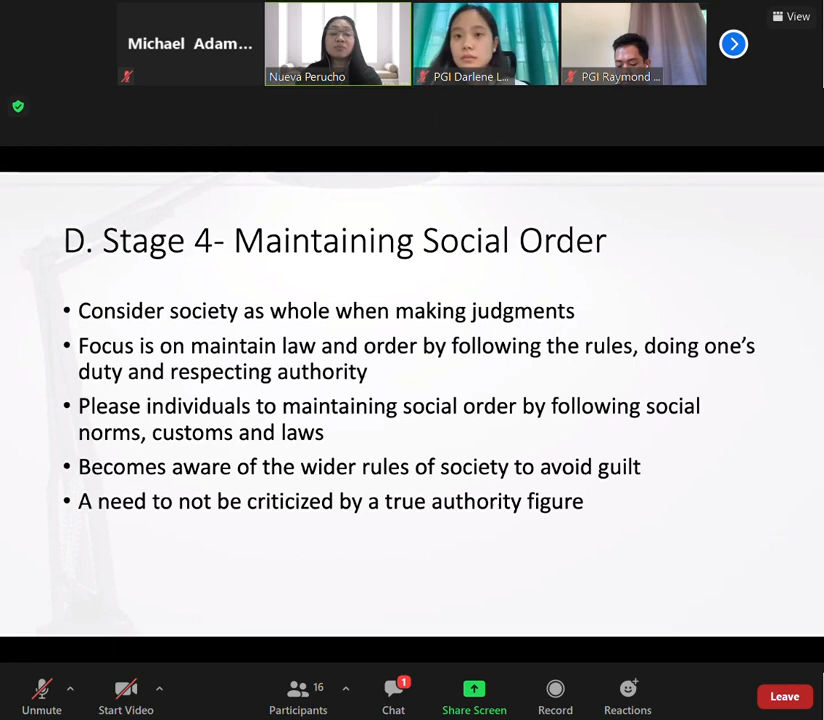 View
Michael Adam...
Nueva Perucho
PGI Darlene L...
PGI Raymond ...
D. Stage 4- Maintaining Social Order
• Consider society as whole when making judgments
• Focus is on maintain law and order by following the rules, doing one’s
duty and respecting authority
• Please individuals to maintaining social order by following social
norms, customs and laws
• Becomes aware of the wider rules of society to avoid guilt
• A need to not be criticized by a true authority figure
16
1
Unmute
Start Video
Participants
Chat
Share Screen
Record
Reactions
Leave